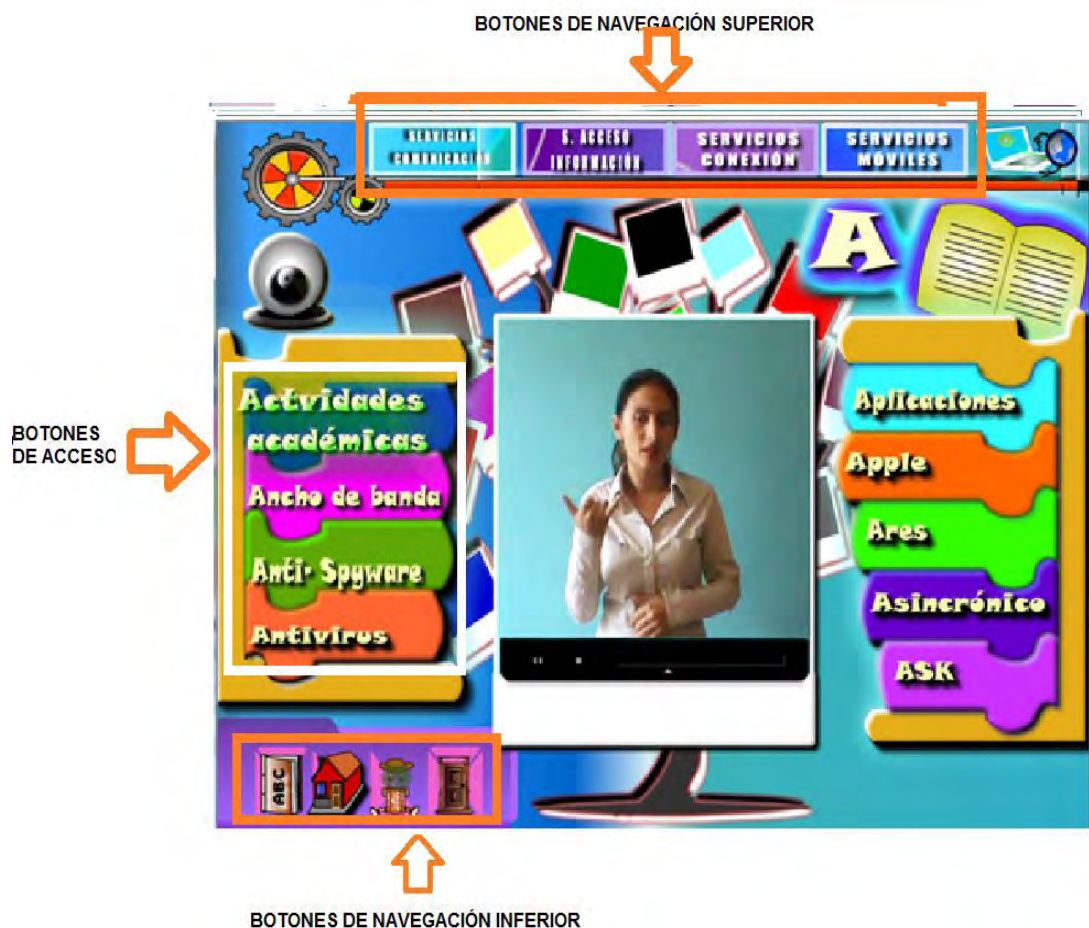 BOTONES DE NAVEGACIÓN SUPERIOR
SERVICIOS
COMUNICACIÓN
S. ACCESO
INFORMACIÓN
SERVICIOS
CONEXIÓN
SERVICIOS
MÓVILES
A
BOTONES
DE ACCESO
Actvidades
académicas
Ancho de banda
Anti- Spyware
Antivirus
Aplicaciones
Apple
Ares
Asincrónico
ASK
ABC
BOTONES DE NAVEGACIÓN INFERIOR